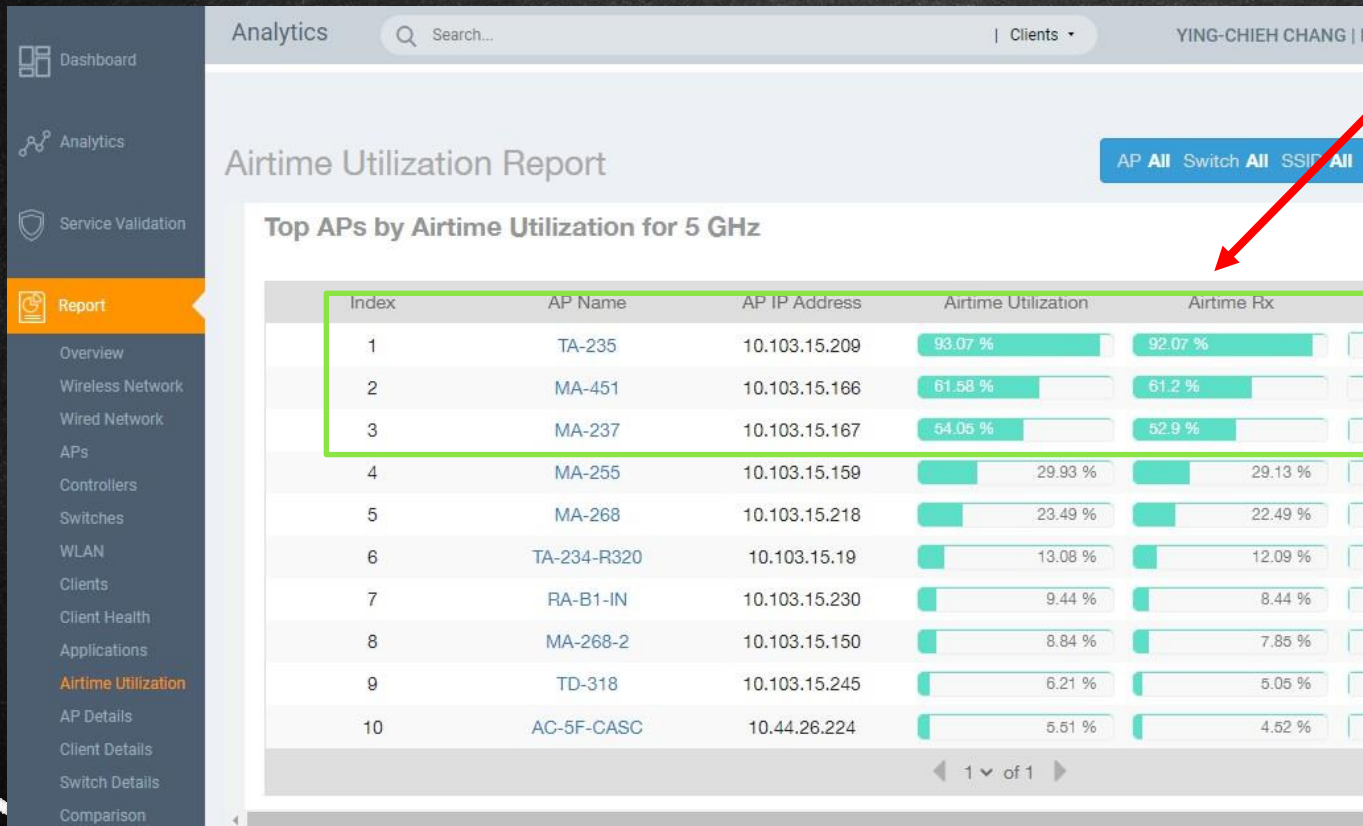 Analytics
Search...
| Clients
YING-CHIEH CHANG |
Dashboard
Analytics
Service Validation
Report
Overview
Wireless Network
Wired Network
APs
Controllers
Switches
WLAN
Clients
Client Health
Applications
Airtime Utilization
AP Details
Client Details
Switch Details
Comparison
Airtime Utilization Report
AP All Switch All SSID All
Top APs by Airtime Utilization for 5 GHz
Index AP Name AP IP Address Airtime Utilization Airtime Rx
1 TA-235 10.103.15.209 93.07 % 92.07 %
2 MA-451 10.103.15.166 61.58 % 61.2 %
3 MA-237 10.103.15.167 54.05 % 52.9 %
4 MA-255 10.103.15.159 29.93 % 29.13 %
5 MA-268 10.103.15.218 23.49 % 22.49 %
6 TA-234-R320 10.103.15.19 13.08 % 12.09 %
7 RA-B1-IN 10.103.15.230 9.44 % 8.44 %
8 MA-268-2 10.103.15.150 8.84 % 7.85 %
9 TD-318 10.103.15.245 6.21 % 5.05 %
10 AC-5F-CASC 10.44.26.224 5.51 % 4.52 %
1 of 1